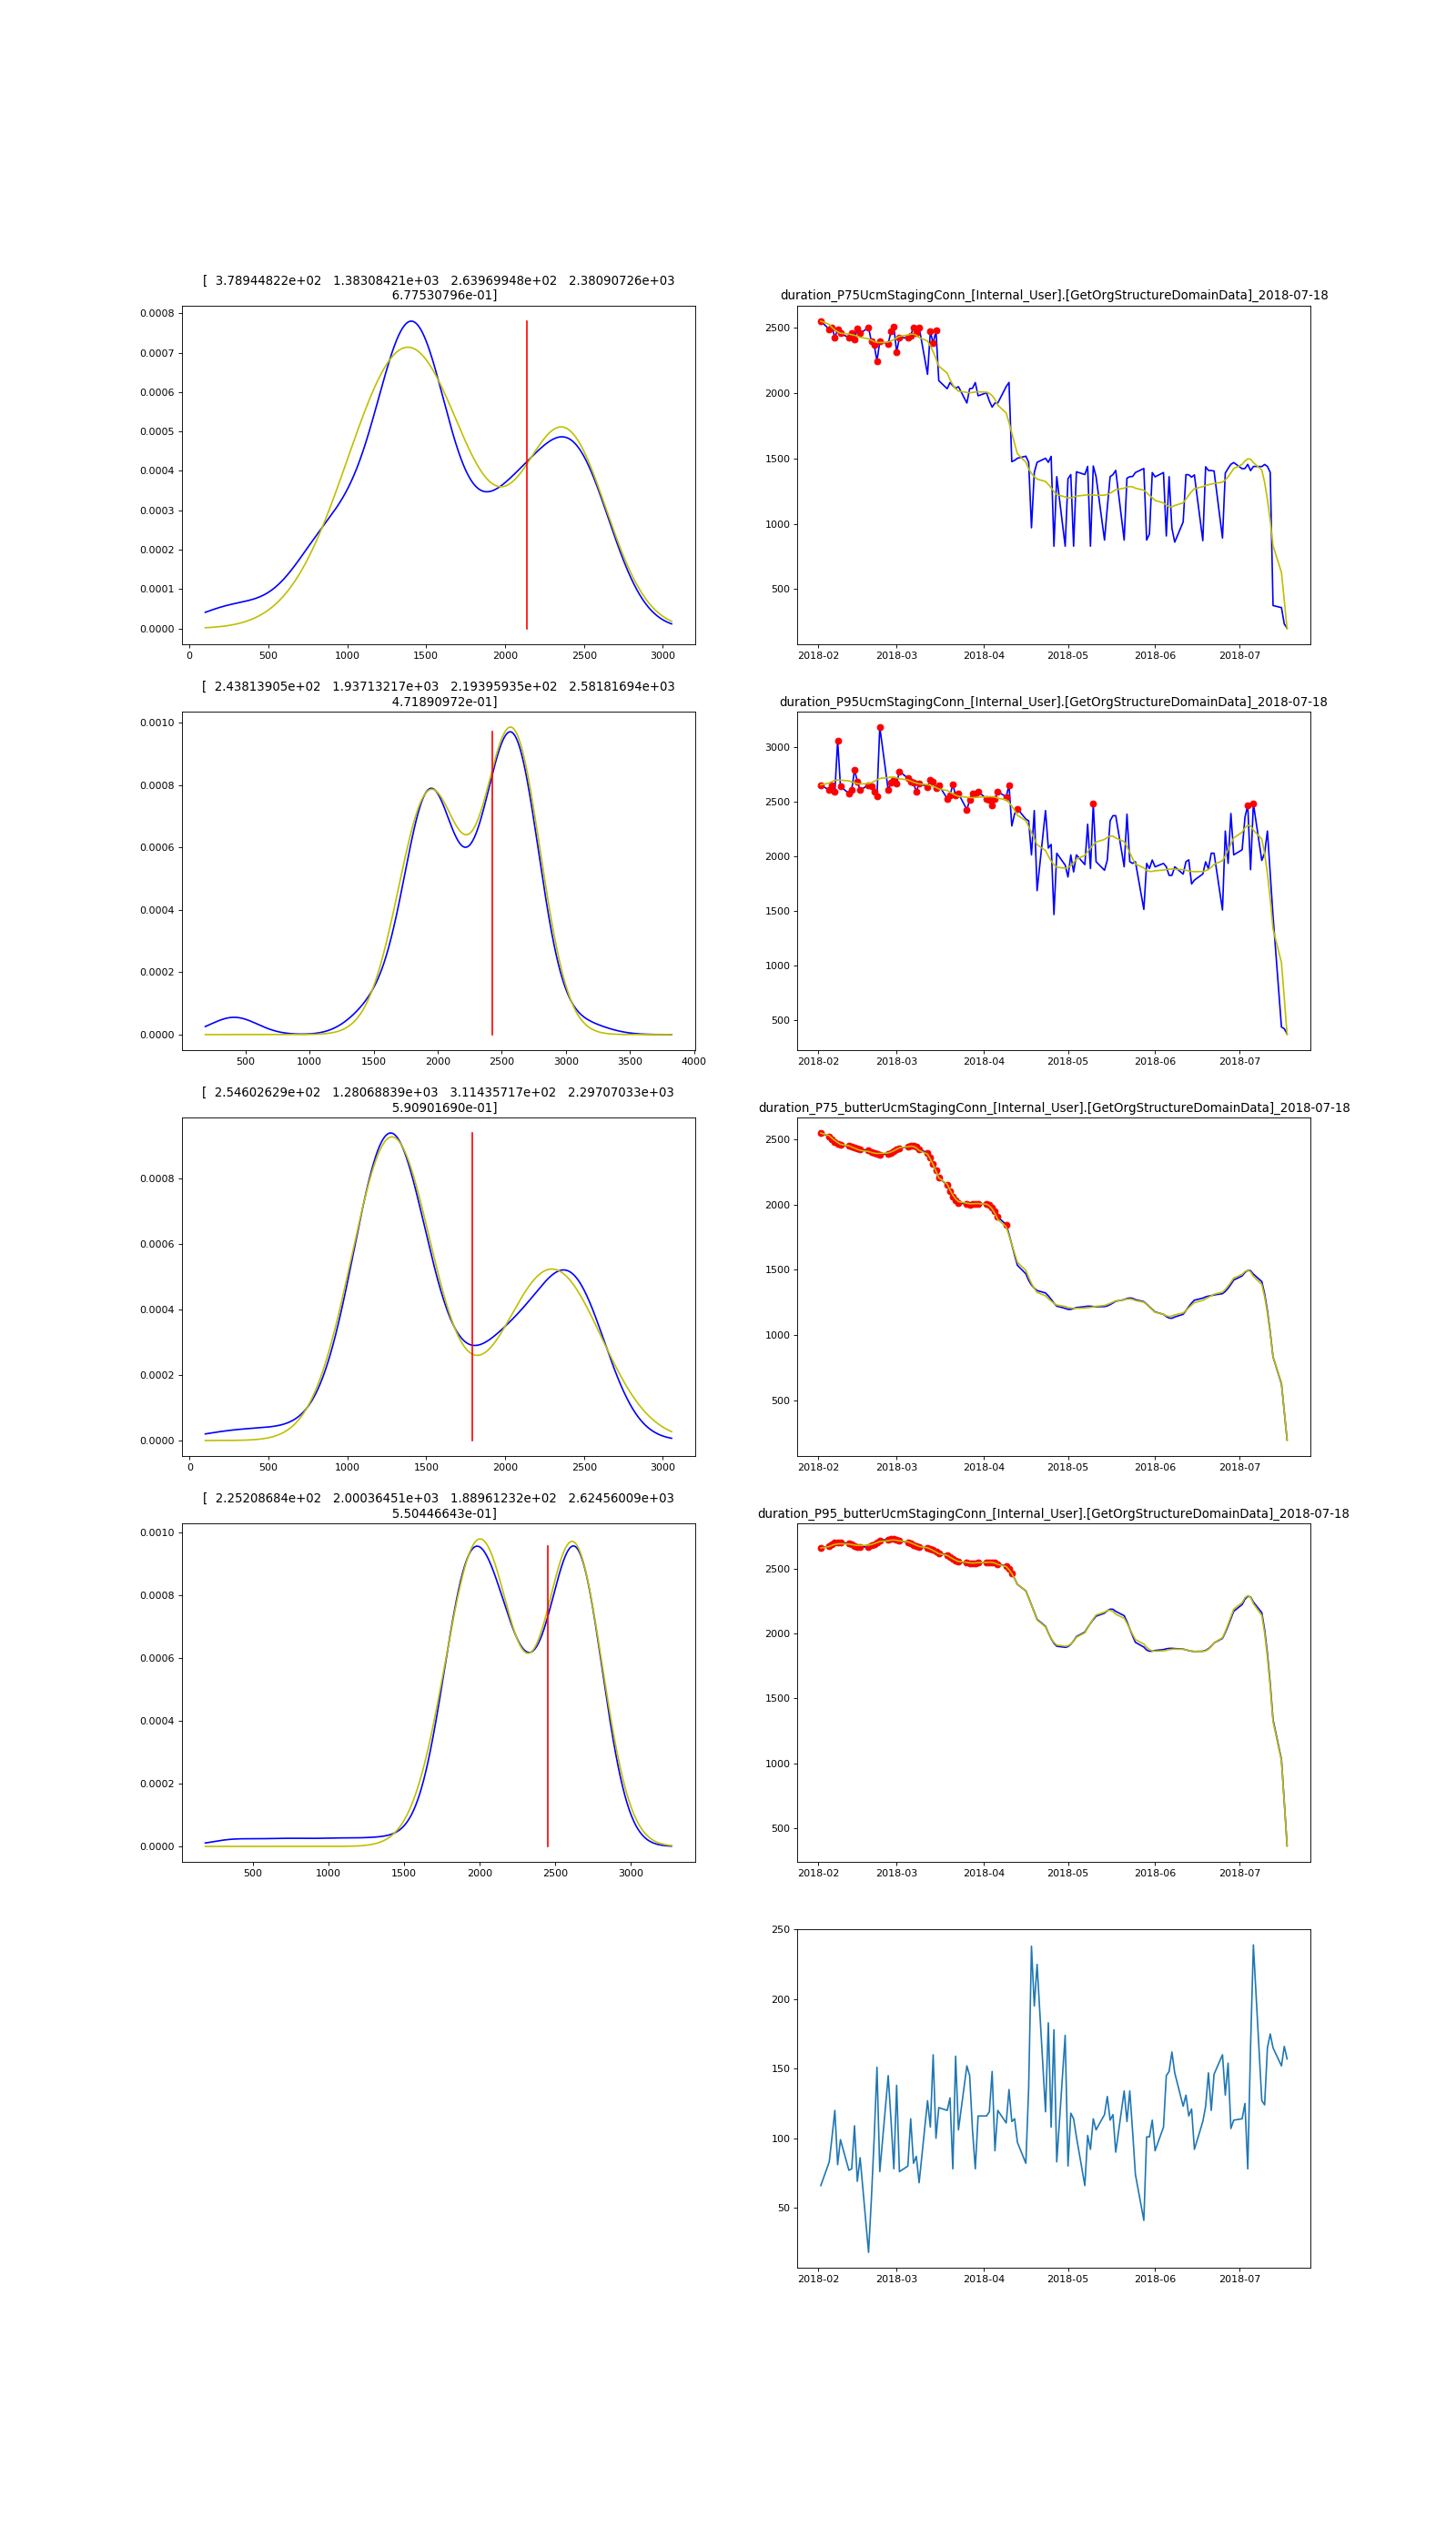 [ 3.78944822e+02 1.38308421e+03 2.63969948e+02 2.38090726e+03
6.77530796e-01]
0.0008
0.0007
0.0006
0.0005
0.0004
0.0003
0.0002
0.0001
0.0000
0 500 1000 1500 2000 2500 3000
duration_P75UcmStagingConn_[Internal_User].[GetOrgStructureDomainData]_2018-07-18
2500
2000
1500
1000
500
2018-02 2018-03 2018-04 2018-05 2018-06 2018-07
[ 2.43813905e+02 1.93713217e+03 2.19395935e+02 2.58181694e+03
4.71890972e-01]
0.0010
0.0008
0.0006
0.0004
0.0002
0.0000
500 1000 1500 2000 2500 3000 3500 4000
duration_P95UcmStagingConn_[Internal_User].[GetOrgStructureDomainData]_2018-07-18
3000
2500
2000
1500
1000
500
2018-02 2018-03 2018-04 2018-05 2018-06 2018-07
[ 2.54602629e+02 1.28068839e+03 3.11435717e+02 2.29707033e+03
5.90901690e-01]
0.0008
0.0006
0.0004
0.0002
0.0000
0 500 1000 1500 2000 2500 3000
duration_P75_butterUcmStagingConn_[Internal_User].[GetOrgStructureDomainData]_2018-07-18
2500
2000
1500
1000
500
2018-02 2018-03 2018-04 2018-05 2018-06 2018-07
[ 2.25208684e+02 2.00036451e+03 1.88961232e+02 2.62456009e+03
5.50446643e-01]
0.0010
0.0008
0.0006
0.0004
0.0002
0.0000
500 1000 1500 2000 2500 3000
duration_P95_butterUcmStagingConn_[Internal_User].[GetOrgStructureDomainData]_2018-07-18
2500
2000
1500
1000
500
2018-02 2018-03 2018-04 2018-05 2018-06 2018-07
250
200
150
100
50
2018-02 2018-03 2018-04 2018-05 2018-06 2018-07